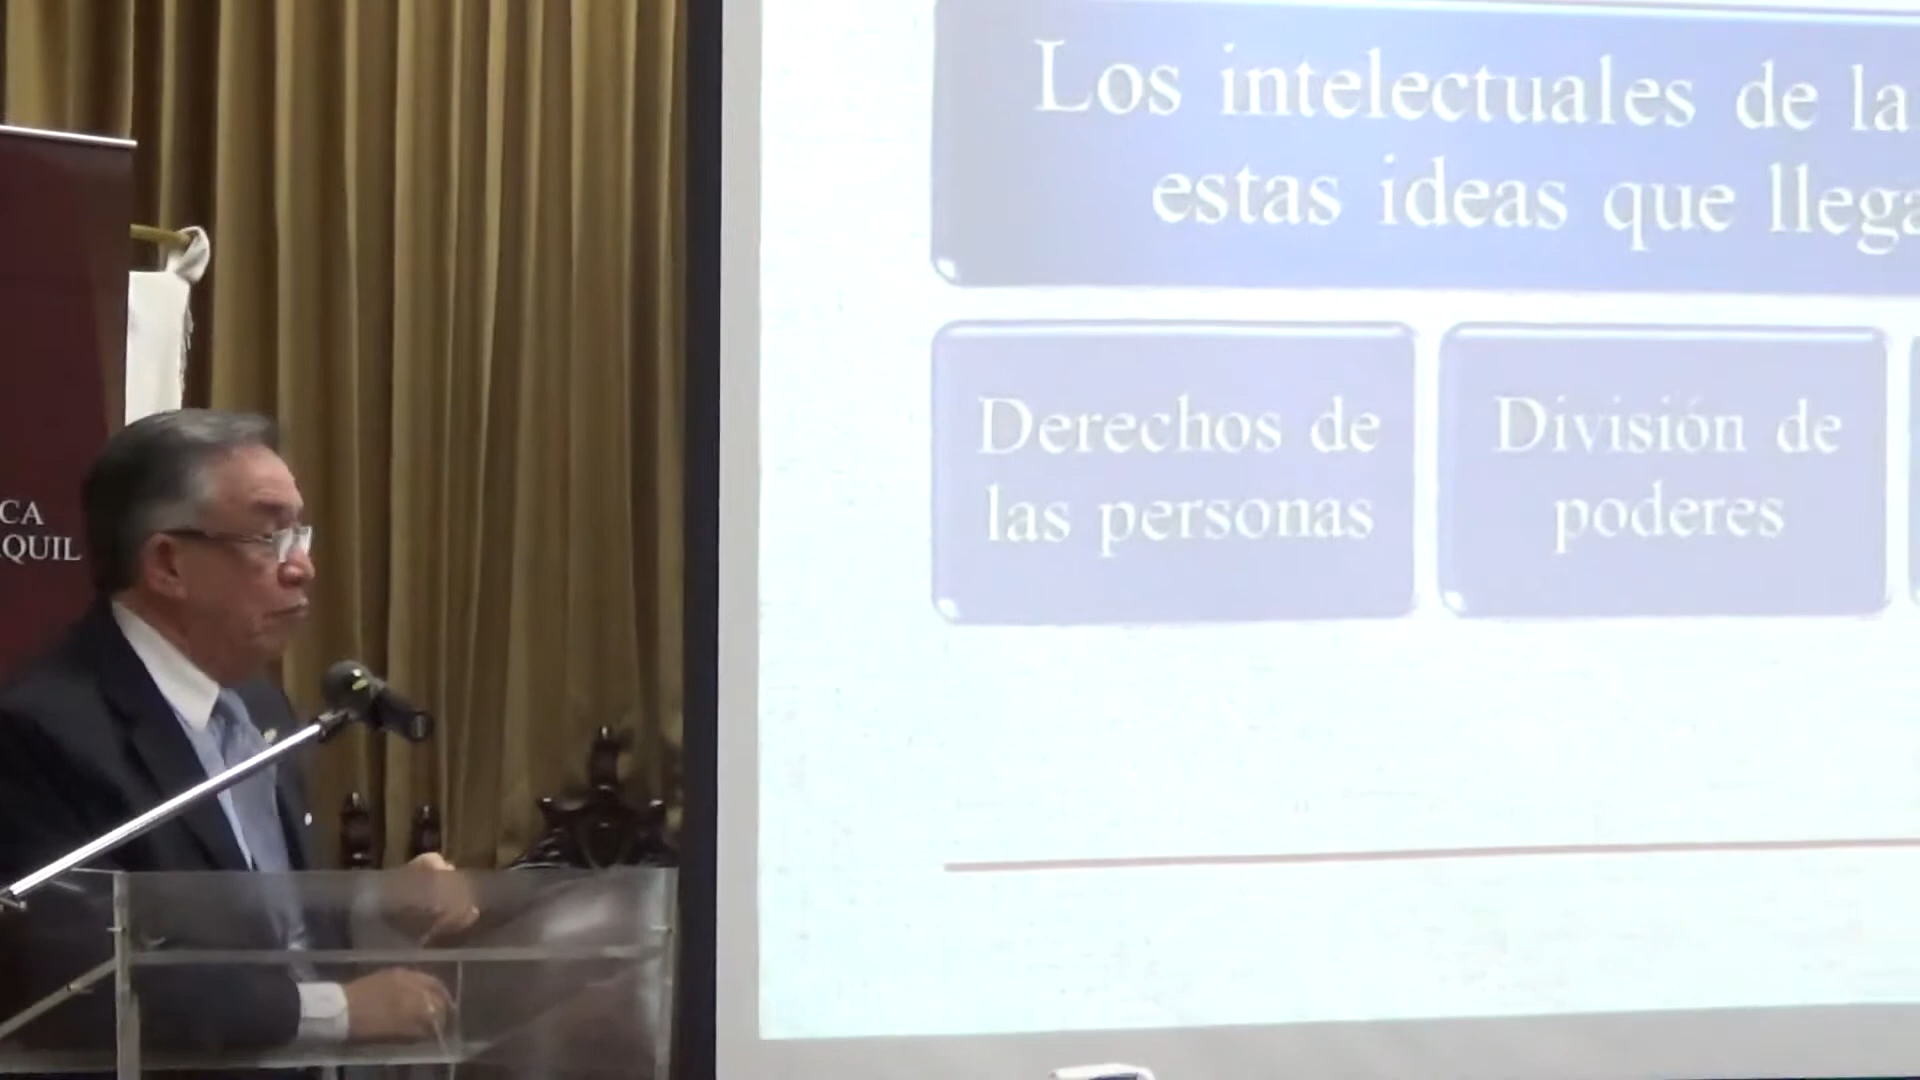 CA
QUIL
Los intelectuales de la
estas ideas que llega
Derechos de
las personas
División de
poderes